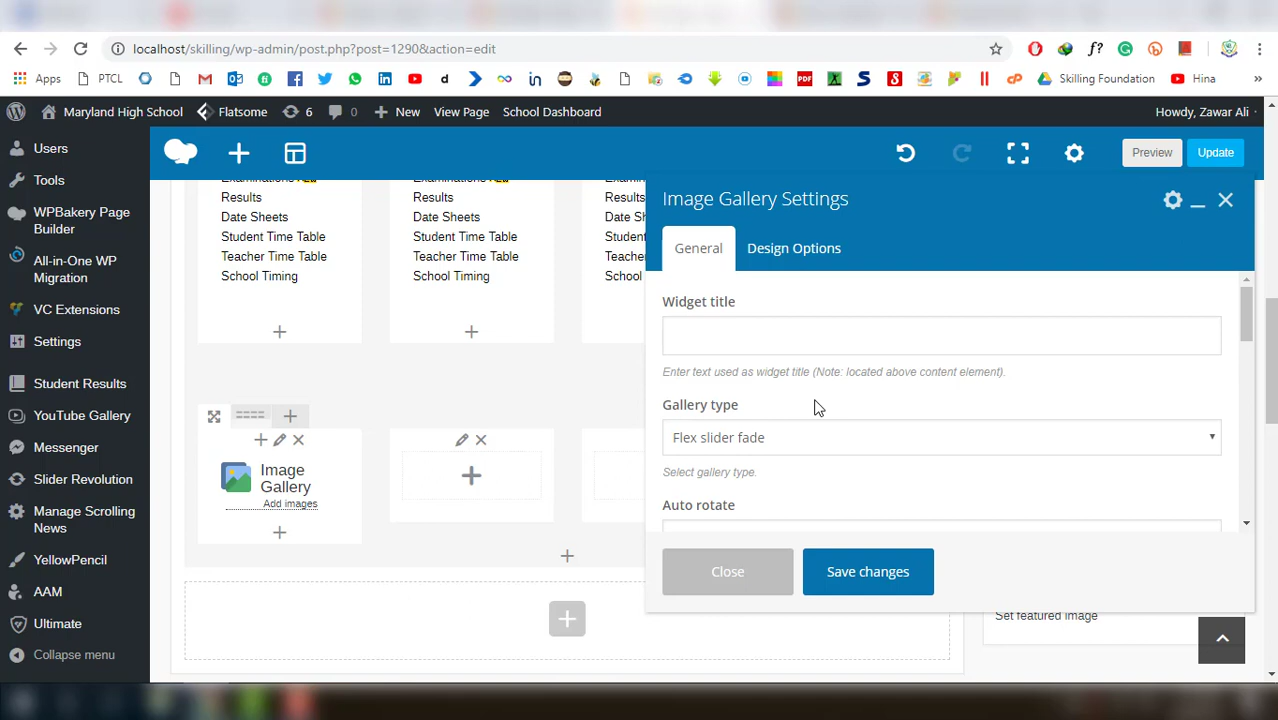 localhost/skilling/wp-admin/post.php?post=1290&action=edit
Apps
PTCL
Skilling Foundation
Hina
Maryland High School
Flatsome
6
0
New
View Page
School Dashboard
Howdy, Zawar Ali
Users
Tools
WPBakery Page
Builder
All-in-One WP
Migration
VC Extensions
Settings
Student Results
YouTube Gallery
Messenger
Slider Revolution
Manage Scrolling
News
YellowPencil
AAM
Ultimate
Collapse menu
Preview
Update
Examinations
Results
Date Sheets
Student Time Table
Teacher Time Table
School Timing
Examinations
Results
Date Sheets
Student Time Table
Teacher Time Table
School Timing
Image
Gallery
Add images
Image Gallery Settings
General
Design Options
Widget title
Enter text used as widget title (Note: located above content element).
Gallery type
Flex slider fade
Select gallery type.
Auto rotate
Close
Save changes
Set featured image